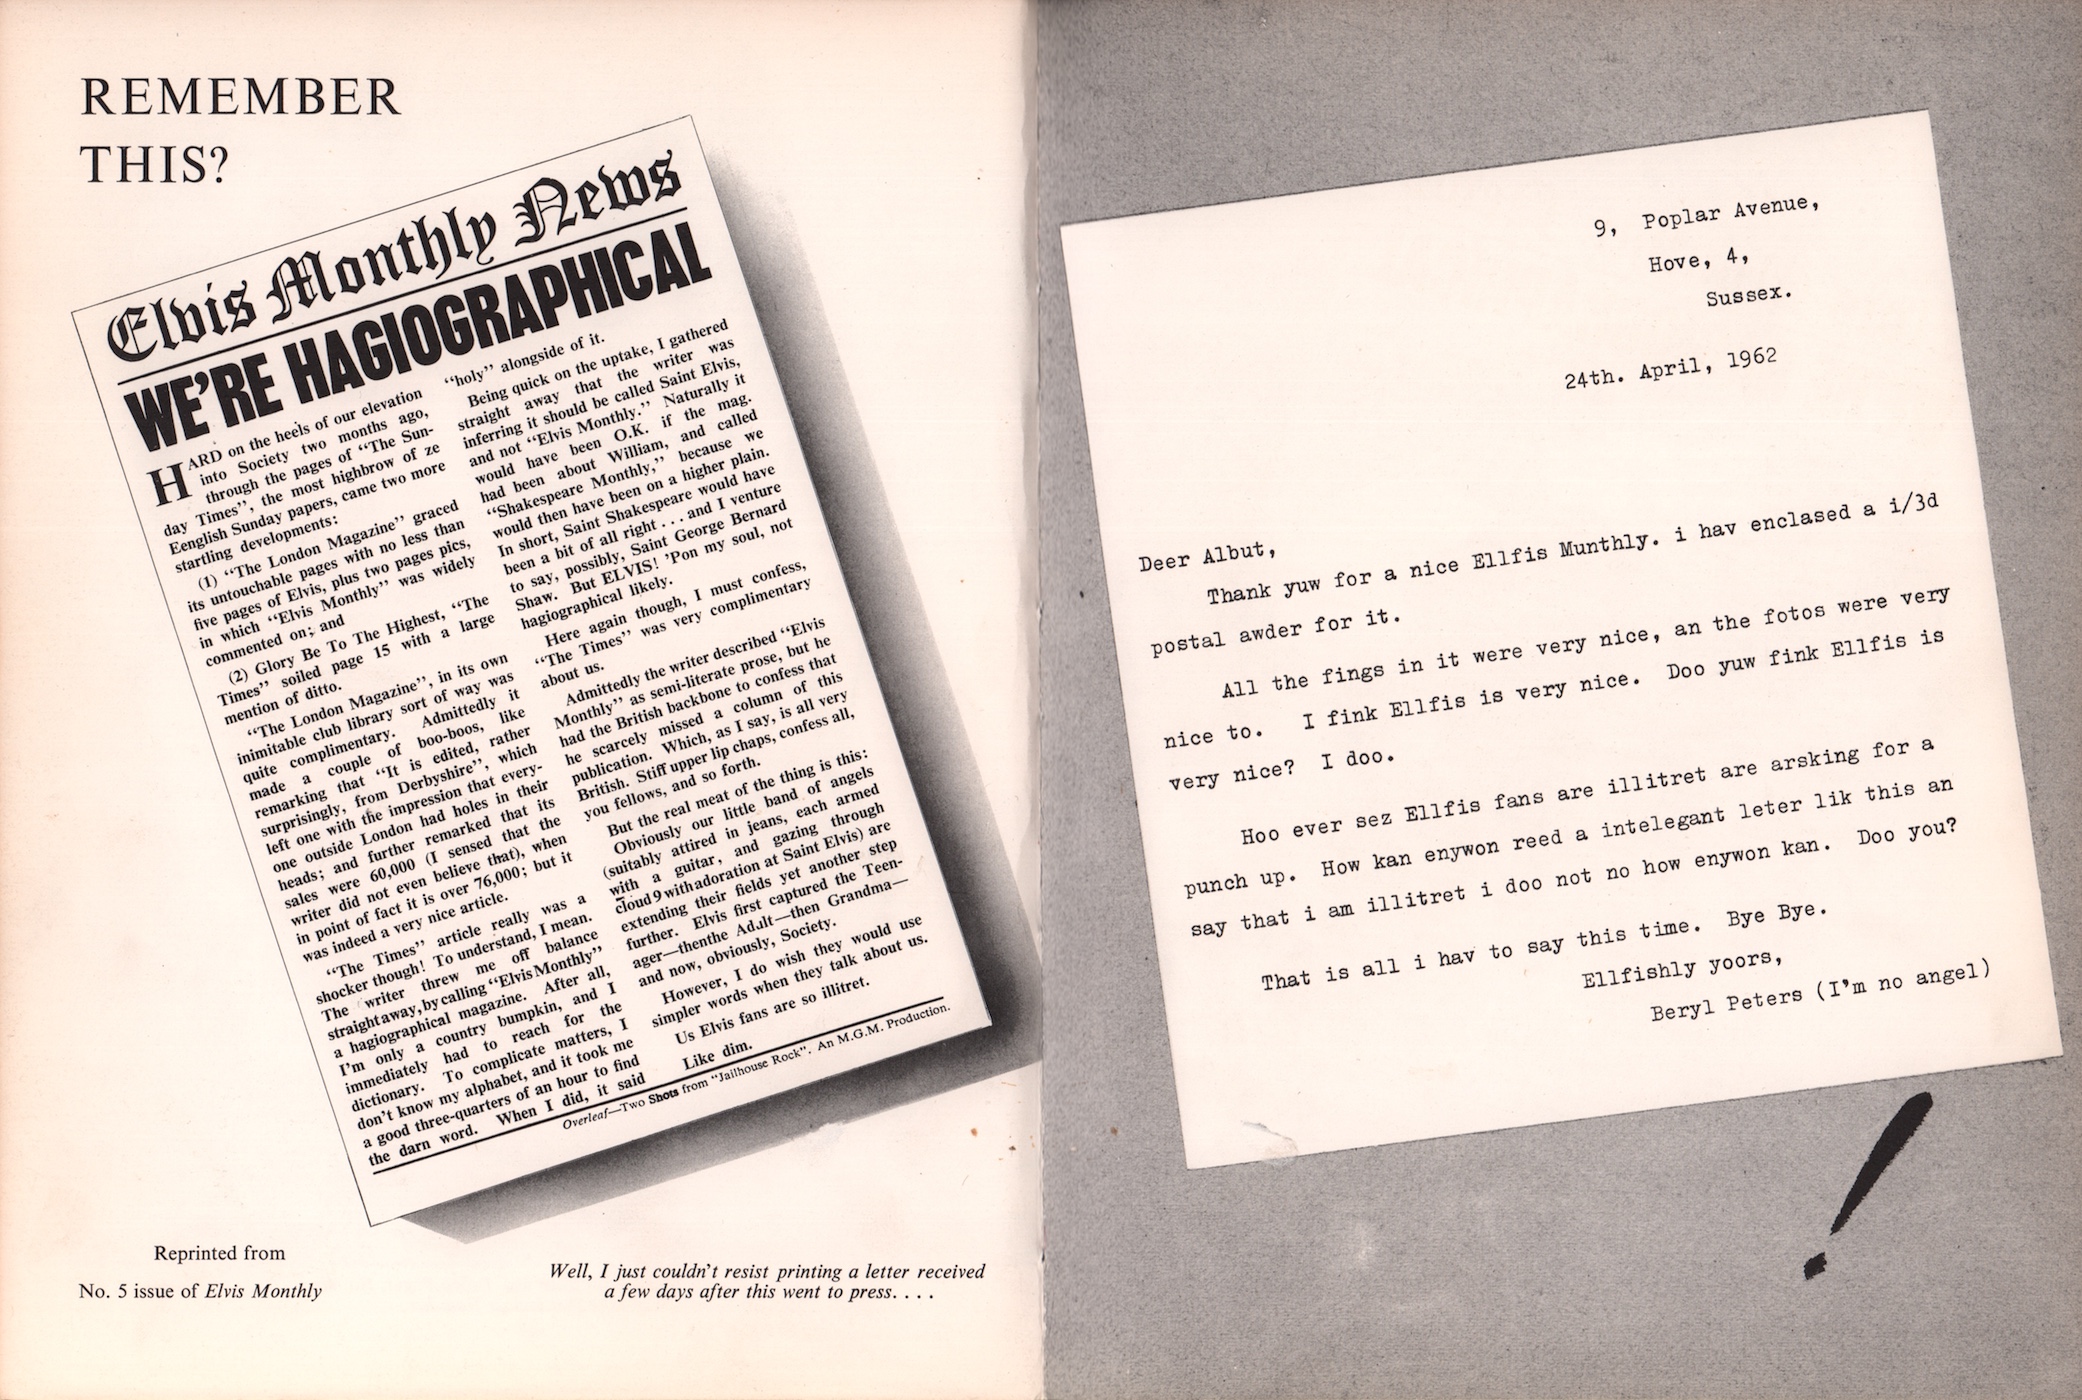 REMEMBER
THIS?
Elvis Monthly News
WE'RE HAGIOGRAPHICAL
HARD on the heels of our elevation
into Society two months ago,
through the pages of "The Sun-
day Times", the most highbrow of ze
Eenglish Sunday papers, came two more
startling developments:
(1) "The London Magazine" graced
its untouchable pages with no less than
five pages of Elvis, plus two pages pics,
in which "Elvis Monthly" was widely
commented on; and
(2) Glory Be To The Highest, "The
Times" soiled page 15 with a large
mention of ditto.
"The London Magazine", in its own
inimitable club library sort of way was
quite complimentary. Admittedly it
made a couple of boo-boos, like
remarking that "It is edited, rather
surprisingly, from Derbyshire", which
left one with the impression that every-
one outside London had holes in their
heads; and further remarked that its
sales were 60,000 (I sensed that the
writer did not even believe that), when
in point of fact it is over 76,000; but it
was indeed a very nice article.
"The Times" article really was a
shocker though! To understand, I mean.
The writer threw me off balance
straightaway, by calling "Elvis Monthly"
a hagiographical magazine. After all,
I'm only a country bumpkin, and I
immediately had to reach for the
dictionary. To complicate matters, I
don't know my alphabet, and it took me
a good three-quarters of an hour to find
the darn word. When I did, it said
"holy" alongside of it.
Being quick on the uptake, I gathered
straight away that the writer was
inferring it should be called Saint Elvis,
and not "Elvis Monthly." Naturally it
would have been O.K. if the mag.
had been about William, and called
"Shakespeare Monthly," because we
would then have been on a higher plain.
In short, Saint Shakespeare would have
been a bit of all right . . . and I venture
to say, possibly, Saint George Bernard
Shaw. But ELVIS! 'Pon my soul, not
hagiographical likely.
Here again though, I must confess,
"The Times" was very complimentary
about us.
Admittedly the writer described "Elvis
Monthly" as semi-literate prose, but he
had the British backbone to confess that
he scarcely missed a column of this
publication. Which, as I say, is all very
British. Stiff upper lip chaps, confess all,
you fellows, and so forth.
But the real meat of the thing is this:
Obviously our little band of angels
(suitably attired in jeans, each armed
with a guitar, and gazing through
cloud 9 with adoration at Saint Elvis) are
extending their fields yet another step
further. Elvis first captured the Teen-
ager—thenthe Ad.lt—then Grandma—
and now, obviously, Society.
However, I do wish they would use
simpler words when they talk about us.
Us Elvis fans are so illitret.
Like dim.
Overleaf—Two Shots from "Jailhouse Rock". An M.G.M. Production.
Reprinted from
No. 5 issue of Elvis Monthly
Well, I just couldn't resist printing a letter received
a few days after this went to press. . . .
9, Poplar Avenue,
Hove, 4,
Sussex.
24th. April, 1962
Deer Albut,
Thank yuw for a nice Ellfis Munthly. i hav enclased a i/3d
postal awder for it.
All the fings in it were very nice, an the fotos were very
nice to. I fink Ellfis is very nice. Doo yuw fink Ellfis is
very nice? I doo.
Hoo ever sez Ellfis fans are illitret are arsking for a
punch up. How kan enywon reed a intelegant leter lik this an
say that i am illitret i doo not no how enywon kan. Doo you?
That is all i hav to say this time. Bye Bye.
Ellfishly yoors,
Beryl Peters (I'm no angel)
!